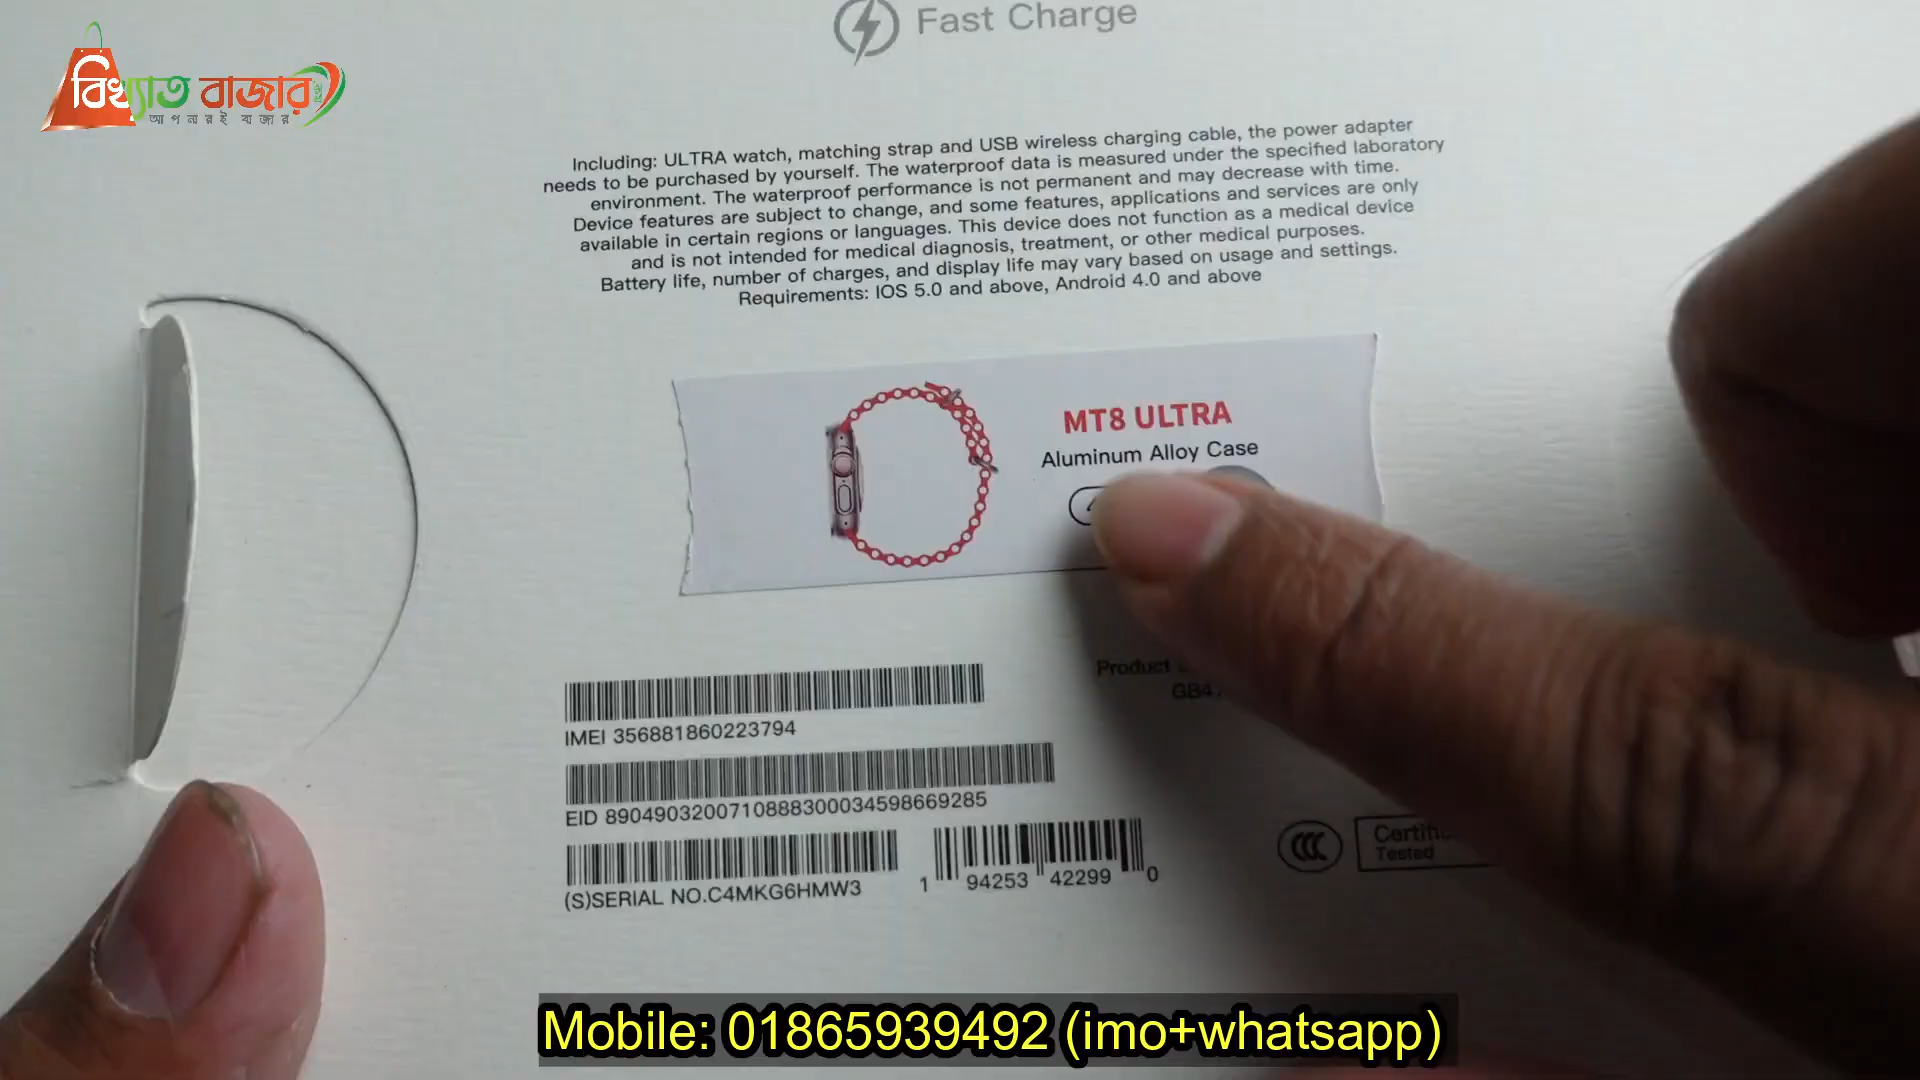 Fast Charge
বিখ্যাত বাজার
আপনারই বাজার
Including: ULTRA watch, matching strap and USB wireless charging cable, the power adapter
needs to be purchased by yourself. The waterproof data is measured under the specified laboratory
environment. The waterproof performance is not permanent and may decrease with time.
Device features are subject to change, and some features, applications and services are only
available in certain regions or languages. This device does not function as a medical device
and is not intended for medical diagnosis, treatment, or other medical purposes.
Battery life, number of charges, and display life may vary based on usage and settings.
Requirements: IOS 5.0 and above, Android 4.0 and above
MT8 ULTRA
Aluminum Alloy Case
Product
IMEI 356881860223794
EID 8904903200710888300034598669285
(S)SERIAL NO.C4MKG6HMW3
1 94253 42299 0
Tested
Mobile: 01865939492 (imo+whatsapp)